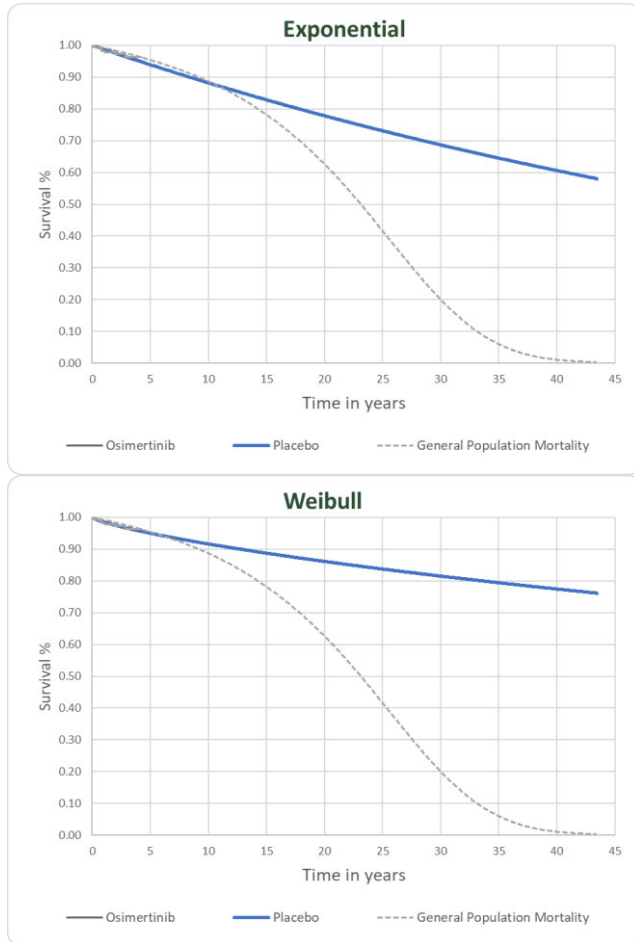 Exponential
1.00
0.90
0.80
0.70
0.60
0.50
0.40
0.30
0.20
0.10
0.00
Survival %
0 5 10 15 20 25 30 35 40 45
Time in years
Osimertinib Placebo General Population Mortality
Weibull
1.00
0.90
0.80
0.70
0.60
0.50
0.40
0.30
0.20
0.10
0.00
Survival %
0 5 10 15 20 25 30 35 40 45
Time in years
Osimertinib Placebo General Population Mortality